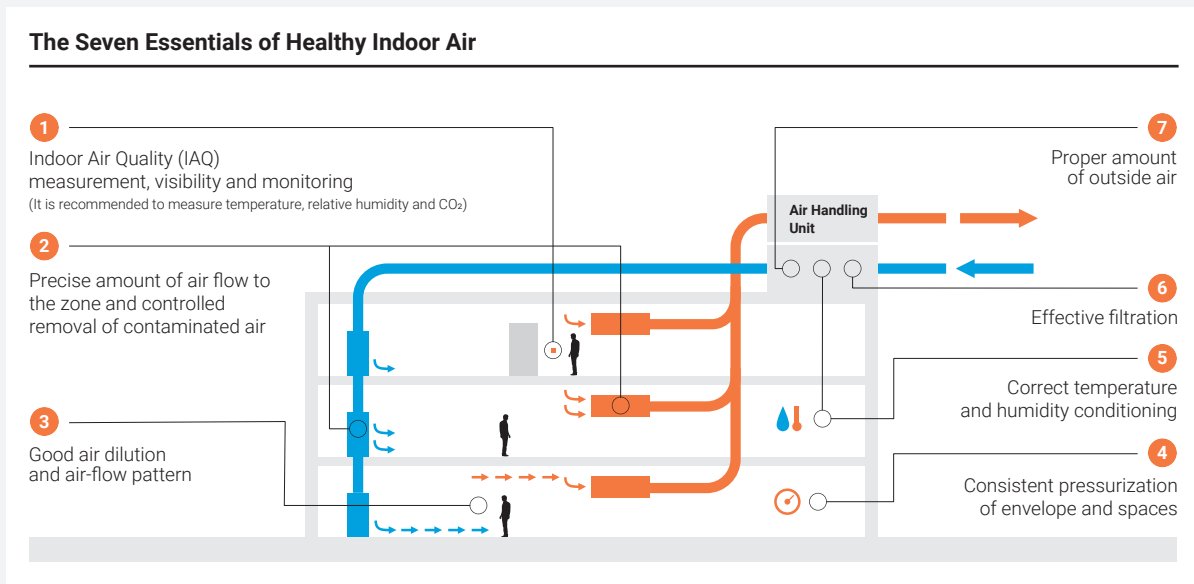 The Seven Essentials of Healthy Indoor Air
1
Indoor Air Quality (IAQ)
measurement, visibility and monitoring
(It is recommended to measure temperature, relative humidity and CO₂)
2
Precise amount of air flow to
the zone and controlled
removal of contaminated air
3
Good air dilution
and air-flow pattern
Air Handling
Unit
7
Proper amount
of outside air
6
Effective filtration
5
Correct temperature
and humidity conditioning
4
Consistent pressurization
of envelope and spaces